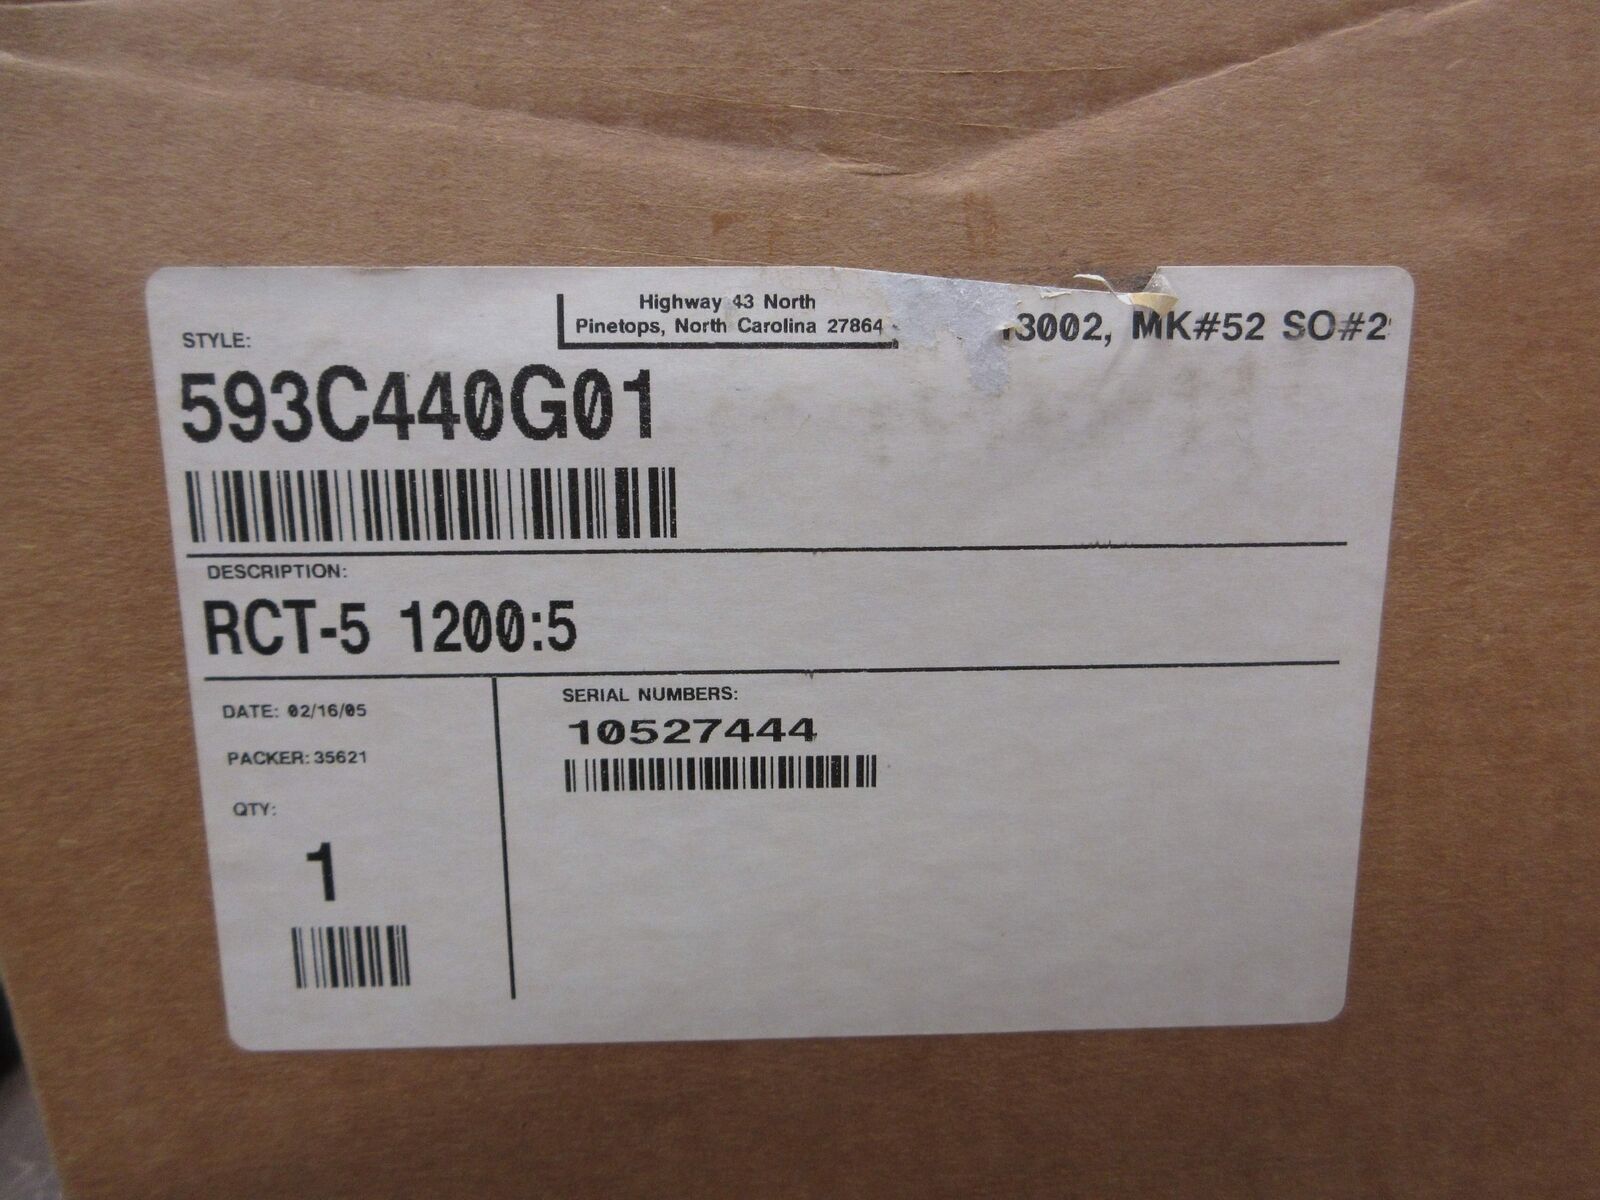 Highway 43 North
Pinetops, North Carolina 27864
MK#52 SO#2
STYLE:
593C440G01
DESCRIPTION:
RCT-5 1200:5
DATE: 02/16/05
PACKER: 35621
QTY:
1
SERIAL NUMBERS:
10527444